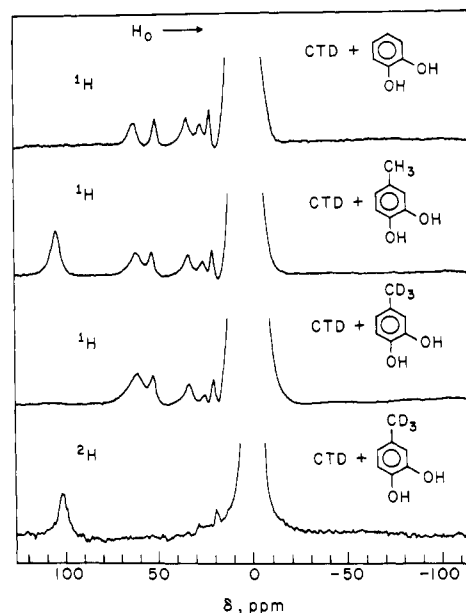 H₀ →
CTD +
OH
OH
¹H
CH₃
CTD +
OH
OH
¹H
CD₃
CTD +
OH
OH
¹H
CD₃
CTD +
OH
OH
²H
100 50 0 -50 -100
δ, ppm